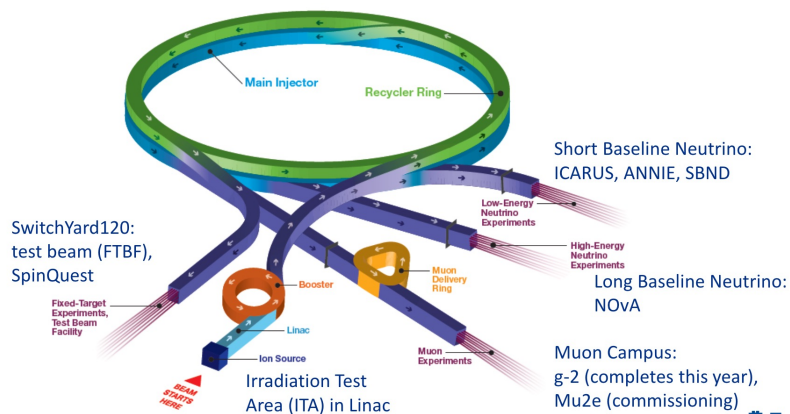 Main Injector
Recycler Ring
Short Baseline Neutrino:
ICARUS, ANNIE, SBND
Low-Energy
Neutrino
Experiments
SwitchYard120:
test beam (FTBF),
SpinQuest
High-Energy
Neutrino
Experiments
Long Baseline Neutrino:
NOvA
Muon
Delivery
Ring
Booster
Fixed-Target
Experiments,
Test Beam
Facility
Linac
Muon
Experiments
Ion Source
Muon Campus:
g-2 (completes this year),
Mu2e (commissioning)
BEAM
STARTS
HERE
Irradiation Test
Area (ITA) in Linac